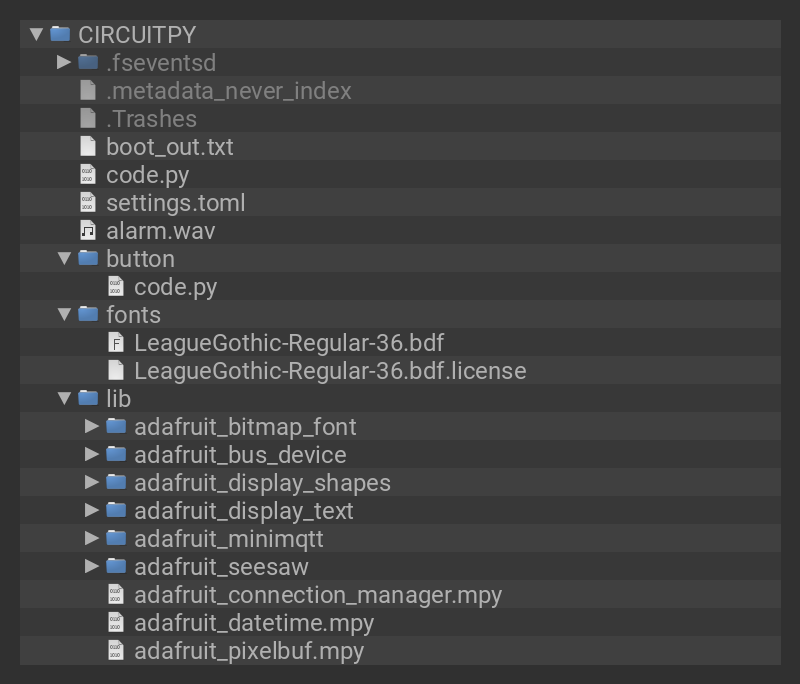 CIRCUITPY
.fseventsd
.metadata_never_index
.Trashes
boot_out.txt
code.py
settings.toml
alarm.wav
button
code.py
fonts
LeagueGothic-Regular-36.bdf
LeagueGothic-Regular-36.bdf.license
lib
adafruit_bitmap_font
adafruit_bus_device
adafruit_display_shapes
adafruit_display_text
adafruit_minimqtt
adafruit_seesaw
adafruit_connection_manager.mpy
adafruit_datetime.mpy
adafruit_pixelbuf.mpy